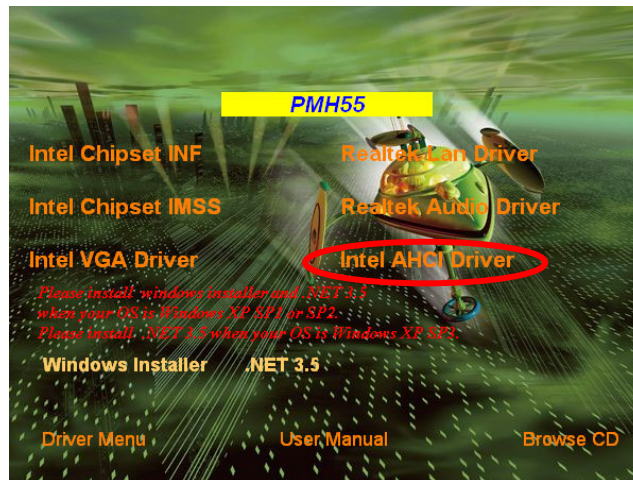 PMH55
Intel Chipset INF
Realtek Lan Driver
Intel Chipset IMSS
Realtek Audio Driver
Intel VGA Driver
Intel AHCI Driver
Please install windows installer and .NET 3.5
when your OS is Windows XP SP1 or SP2.
Please install .NET 3.5 when your OS is Windows XP SP3.
Windows Installer
.NET 3.5
Driver Menu
User Manual
Browse CD